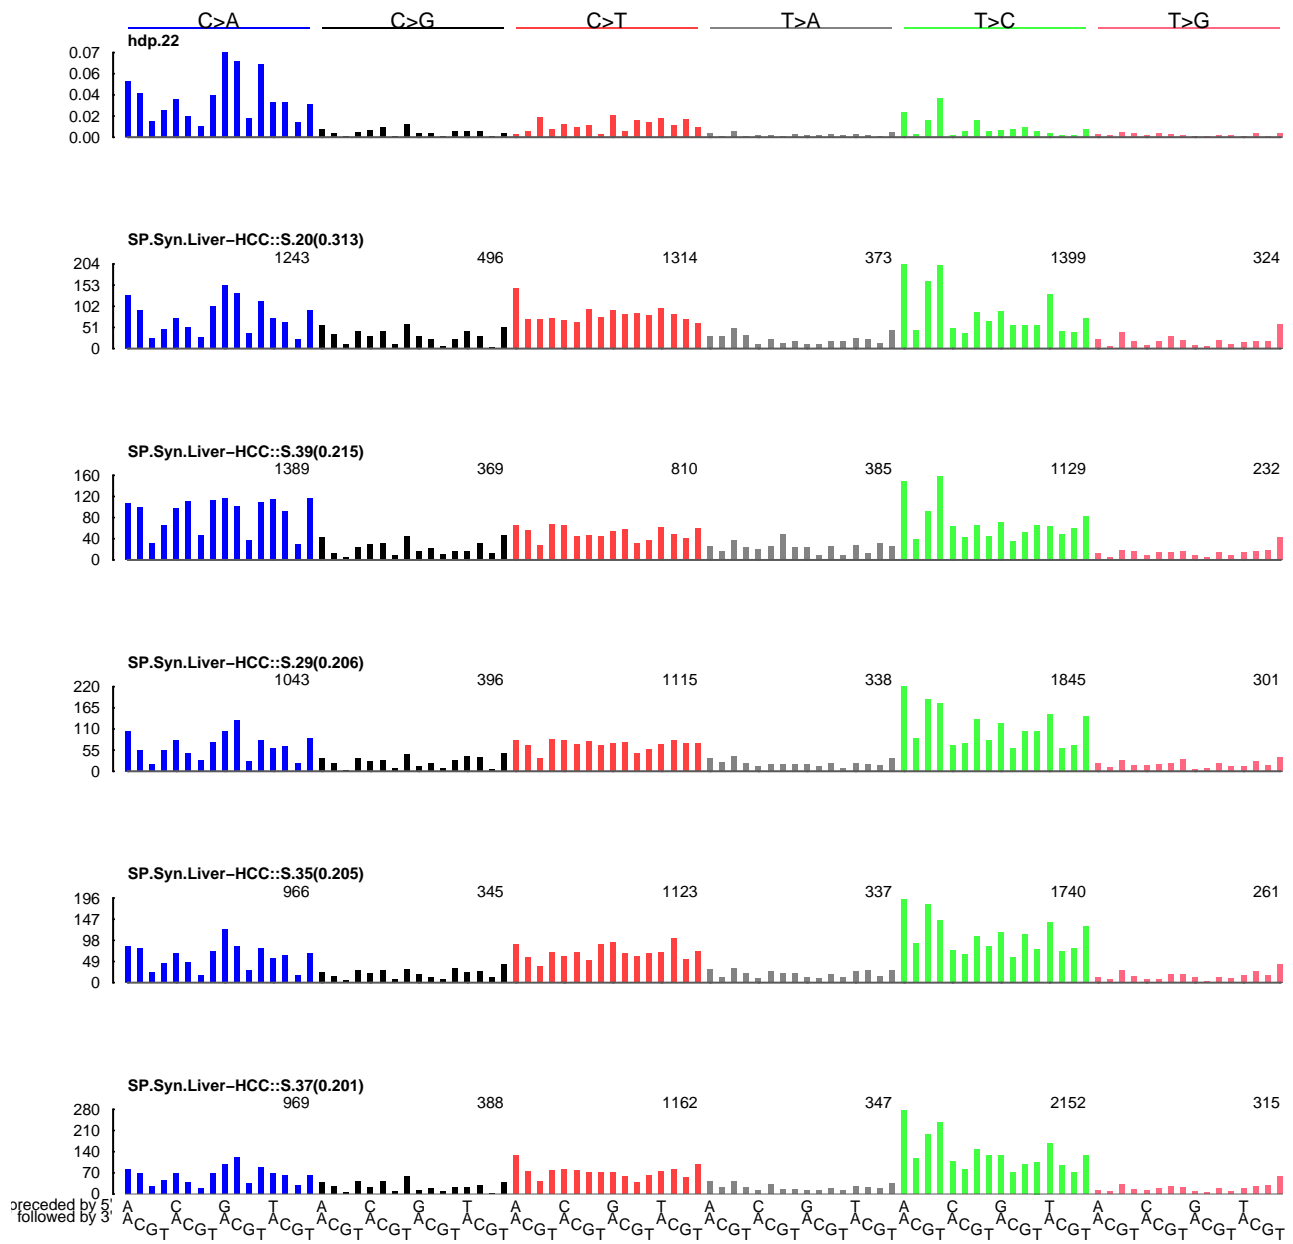 C>A C>G C>T T>A T>C T>G
hdp.22
0.07
0.06
0.04
0.02
0.00
SP.Syn.Liver−HCC::S.20(0.313)
1243 496 1314 373 1399 324
204
153
102
51
0
SP.Syn.Liver−HCC::S.39(0.215)
1389 369 810 385 1129 232
160
80
40
0
SP.Syn.Liver−HCC::S.29(0.206)
1043 396 1115 338 1845 301
220
165
110
55
0
SP.Syn.Liver−HCC::S.35(0.205)
966 345 1123 337 1740 261
196
147
98
49
0
SP.Syn.Liver−HCC::S.37(0.201)
969 388 1162 347 2152 315
280
210
140
70
0
preceded by 5' A C G T A C G T A C G T A C G T A C G T A C G T
followed by 3' A C G T A C G T A C G T A C G T A C G T A C G T A C G T A C G T A C G T A C G T A C G T A C G T A C G T A C G T A C G T A C G T A C G T A C G T A C G T A C G T A C G T A C G T A C G T A C G T